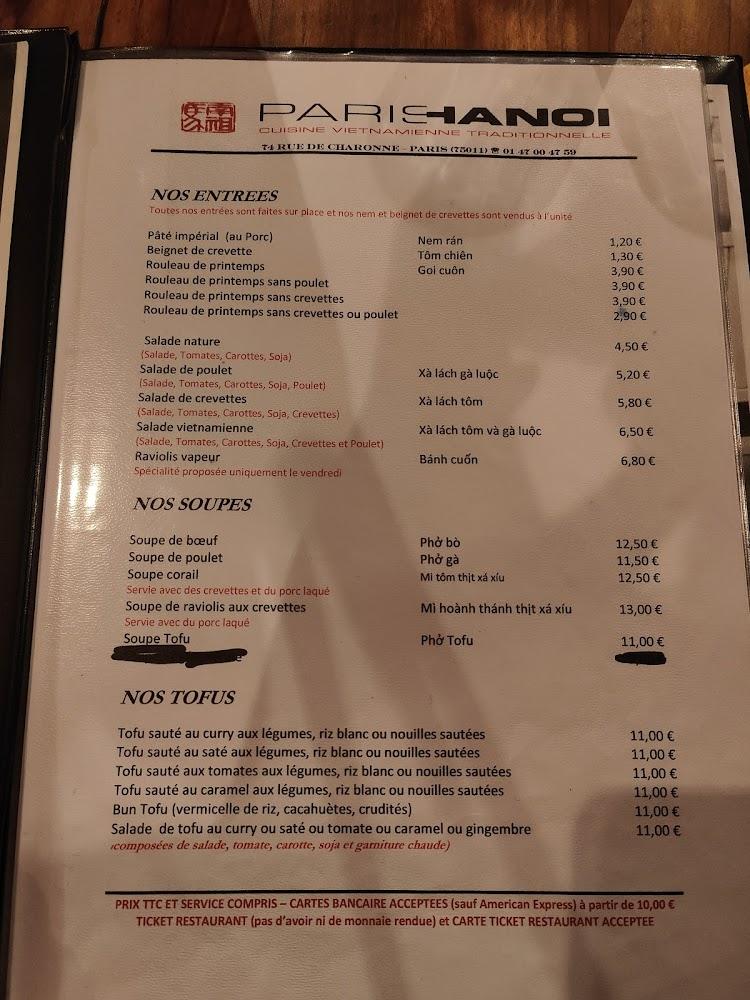 PARISHANOI
CUISINE VIETNAMIENNE TRADITIONNELLE
74 RUE DE CHARONNE - PARIS (75011) ☎ 01 47 00 47 59
NOS ENTREES
Toutes nos entrées sont faites sur place et nos nem et beignet de crevettes sont vendus à l'unité
Pâté impérial (au Porc) Nem rán 1,20 €
Beignet de crevette Tôm chiên 1,30 €
Rouleau de printemps Goi cuôn 3,90 €
Rouleau de printemps sans poulet 3,90 €
Rouleau de printemps sans crevettes 3,90 €
Rouleau de printemps sans crevettes ou poulet 2,90 €
Salade nature 4,50 €
(Salade, Tomates, Carottes, Soja)
Salade de poulet Xà lách gà luộc 5,20 €
(Salade, Tomates, Carottes, Soja, Poulet)
Salade de crevettes Xà lách tôm 5,80 €
(Salade, Tomates, Carottes, Soja, Crevettes)
Salade vietnamienne Xà lách tôm và gà luộc 6,50 €
(Salade, Tomates, Carottes, Soja, Crevettes et Poulet)
Raviolis vapeur Bánh cuốn 6,80 €
Spécialité proposée uniquement le vendredi
NOS SOUPES
Soupe de bœuf Phở bò 12,50 €
Soupe de poulet Phở gà 11,50 €
Soupe corail Mì tôm thịt xá xíu 12,50 €
Servie avec des crevettes et du porc laqué
Soupe de raviolis aux crevettes Mì hoành thánh thịt xá xíu 13,00 €
Servie avec du porc laqué
Soupe Tofu Phở Tofu 11,00 €
NOS TOFUS
Tofu sauté au curry aux légumes, riz blanc ou nouilles sautées 11,00 €
Tofu sauté au saté aux légumes, riz blanc ou nouilles sautées 11,00 €
Tofu sauté aux tomates aux légumes, riz blanc ou nouilles sautées 11,00 €
Tofu sauté au caramel aux légumes, riz blanc ou nouilles sautées 11,00 €
Bun Tofu (vermicelle de riz, cacahuètes, crudités) 11,00 €
Salade de tofu au curry ou saté ou tomate ou caramel ou gingembre 11,00 €
(composées de salade, tomate, carotte, soja et garniture chaude)
PRIX TTC ET SERVICE COMPRIS – CARTES BANCAIRE ACCEPTEES (sauf American Express) à partir de 10,00 €
TICKET RESTAURANT (pas d'avoir ni de monnaie rendue) et CARTE TICKET RESTAURANT ACCEPTEE